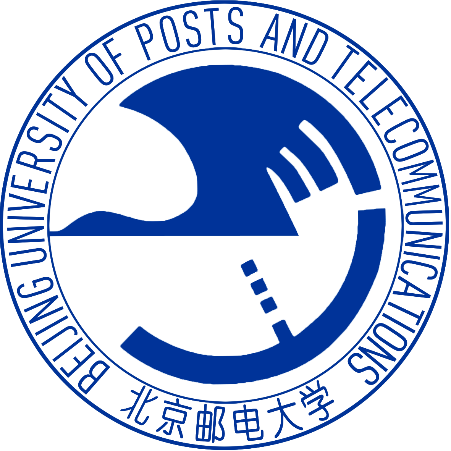 BEIJING UNIVERSITY OF POSTS AND TELECOMMUNICATIONS
北京邮电大学